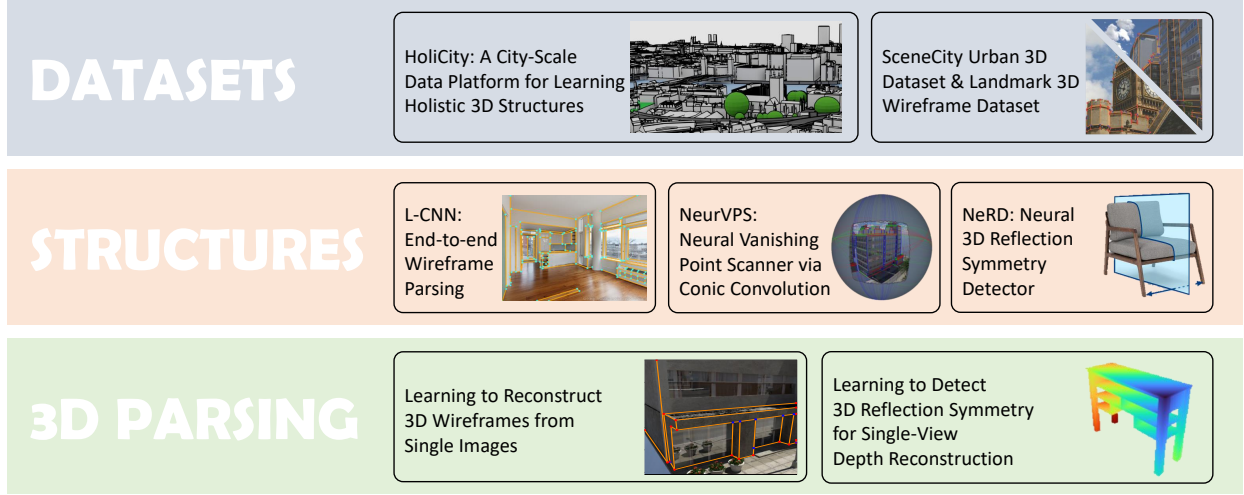 DATASETS
HoliCity: A City-Scale
Data Platform for Learning
Holistic 3D Structures
SceneCity Urban 3D
Dataset & Landmark 3D
Wireframe Dataset
STRUCTURES
L-CNN:
End-to-end
Wireframe
Parsing
NeurVPS:
Neural Vanishing
Point Scanner via
Conic Convolution
NeRD: Neural
3D Reflection
Symmetry
Detector
3D PARSING
Learning to Reconstruct
3D Wireframes from
Single Images
Learning to Detect
3D Reflection Symmetry
for Single-View
Depth Reconstruction